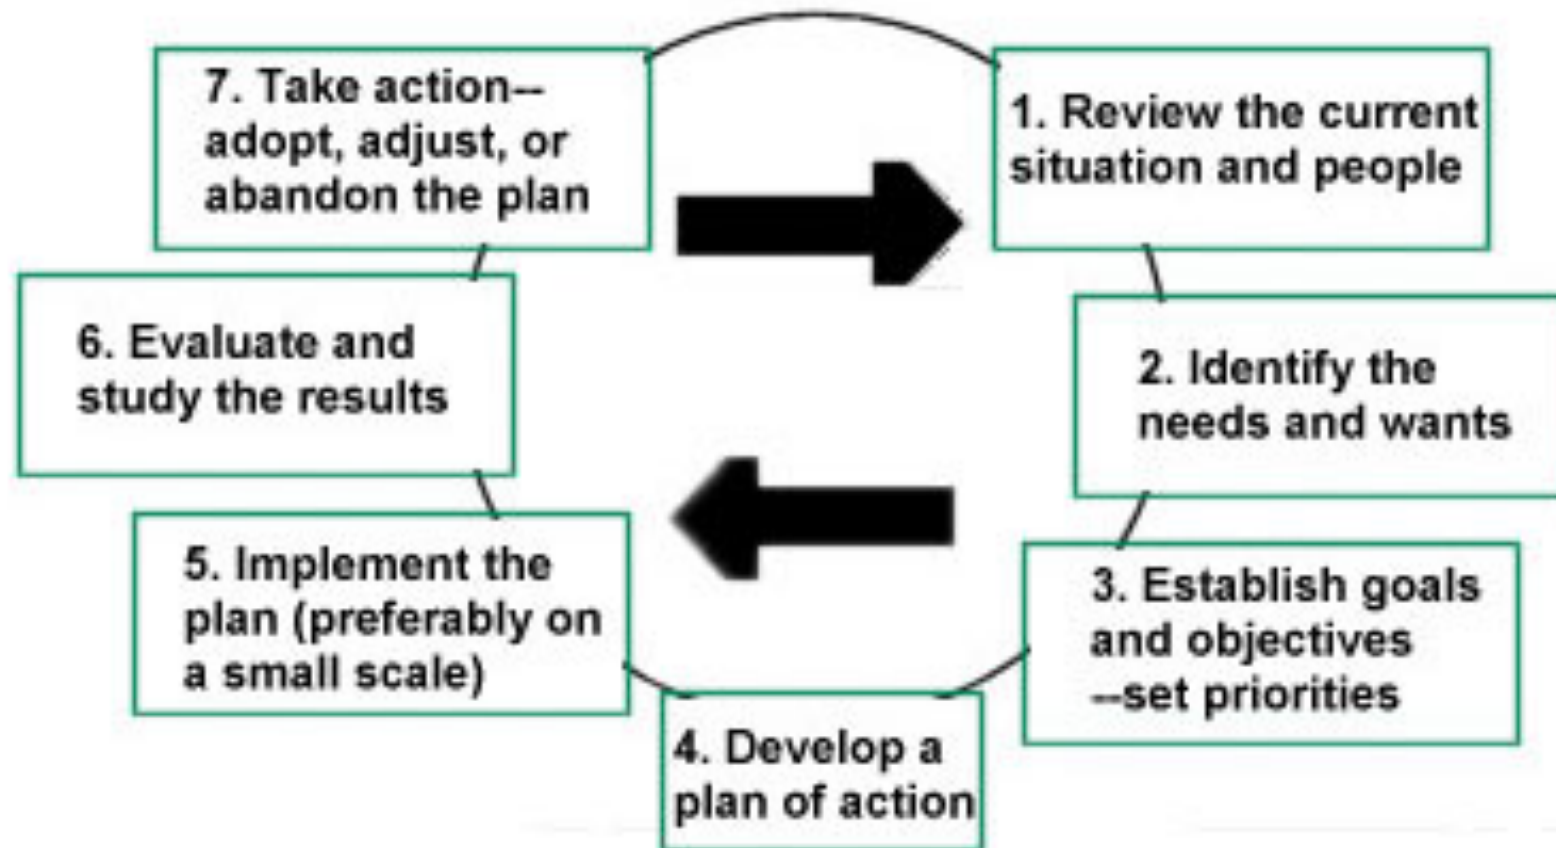 1. Review the current
situation and people
2. Identify the
needs and wants
3. Establish goals
and objectives
--set priorities
4. Develop a
plan of action
5. Implement the
plan (preferably on
a small scale)
6. Evaluate and
study the results
7. Take action--
adopt, adjust, or
abandon the plan